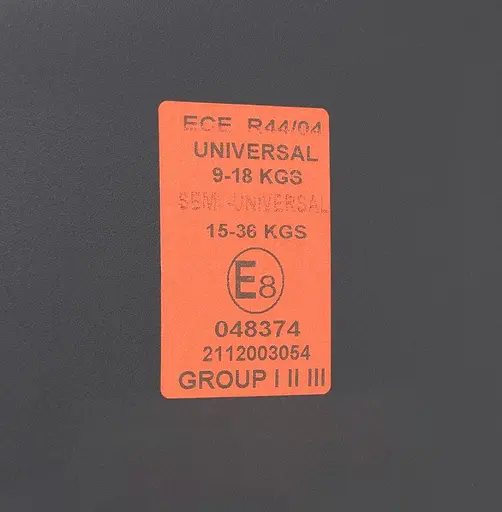 ECE R44/04
UNIVERSAL
9-18 KGS
SEMI-UNIVERSAL
15-36 KGS
E8
048374
2112003054
GROUP I II III